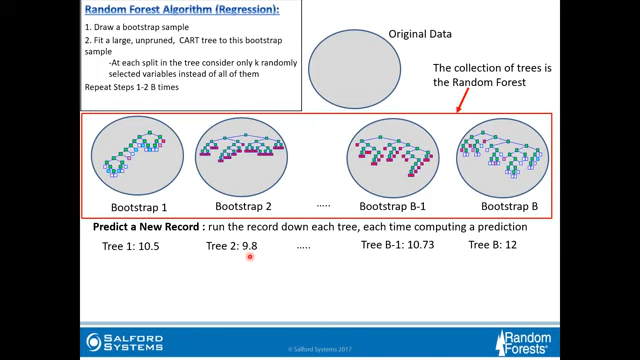 Random Forest Algorithm (Regression):
1. Draw a bootstrap sample
2. Fit a large, unpruned, CART tree to this bootstrap
sample
-At each split in the tree consider only k randomly
selected variables instead of all of them
Repeat Steps 1-2 B times
Original Data
The collection of trees is
the Random Forest
Bootstrap 1
Bootstrap 2
.....
Bootstrap B-1
Bootstrap B
Predict a New Record : run the record down each tree, each time computing a prediction
Tree 1: 10.5
Tree 2: 9.8
.....
Tree B-1: 10.73
Tree B: 12
SALFORD
SYSTEMS
© Salford Systems 2017
Random
Forests